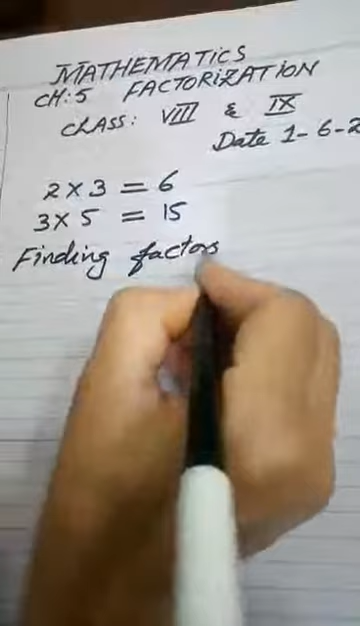 MATHEMATICS
CH:5 FACTORIZATION
CLASS: VIII & IX
Date 1-6-2
2 × 3 = 6
3 × 5 = 15
Finding factors